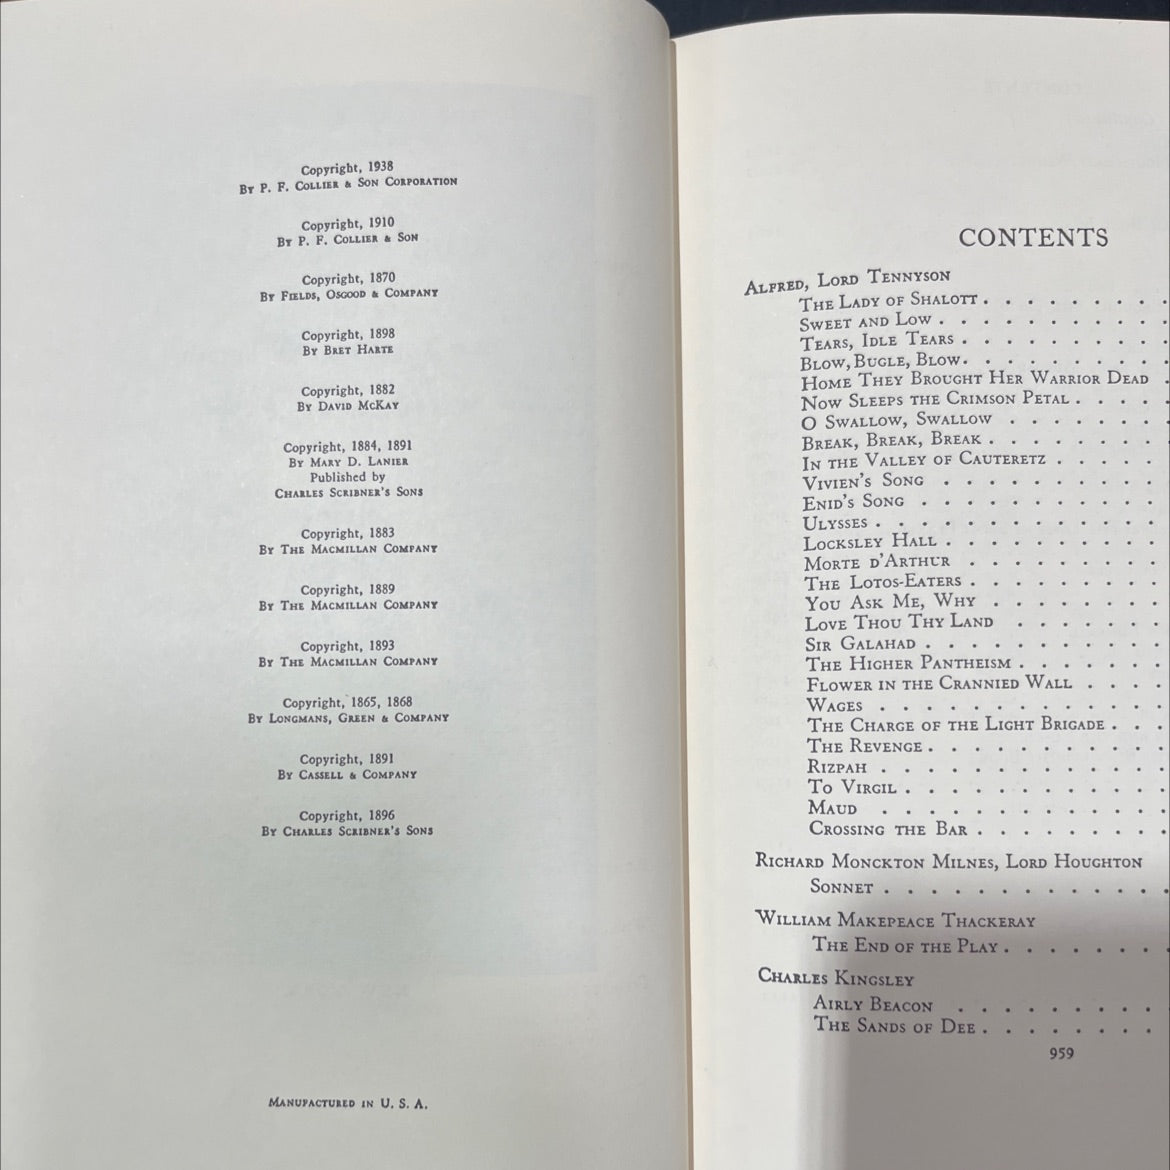 Copyright, 1938
By P. F. Collier & Son Corporation
Copyright, 1910
By P. F. Collier & Son
Copyright, 1870
By Fields, Osgood & Company
Copyright, 1898
By Bret Harte
Copyright, 1882
By David McKay
Copyright, 1884, 1891
By Mary D. Lanier
Published by
Charles Scribner's Sons
Copyright, 1883
By The Macmillan Company
Copyright, 1889
By The Macmillan Company
Copyright, 1893
By The Macmillan Company
Copyright, 1865, 1868
By Longmans, Green & Company
Copyright, 1891
By Cassell & Company
Copyright, 1896
By Charles Scribner's Sons
Manufactured in U. S. A.
CONTENTS
Alfred, Lord Tennyson
The Lady of Shalott
Sweet and Low
Tears, Idle Tears
Blow, Bugle, Blow
Home They Brought Her Warrior Dead
Now Sleeps the Crimson Petal
O Swallow, Swallow
Break, Break, Break
In the Valley of Cauteretz
Vivien's Song
Enid's Song
Ulysses
Locksley Hall
Morte d'Arthur
The Lotos-Eaters
You Ask Me, Why
Love Thou Thy Land
Sir Galahad
The Higher Pantheism
Flower in the Crannied Wall
Wages
The Charge of the Light Brigade
The Revenge
Rizpah
To Virgil
Maud
Crossing the Bar
Richard Monckton Milnes, Lord Houghton
Sonnet
William Makepeace Thackeray
The End of the Play
Charles Kingsley
Airly Beacon
The Sands of Dee
959